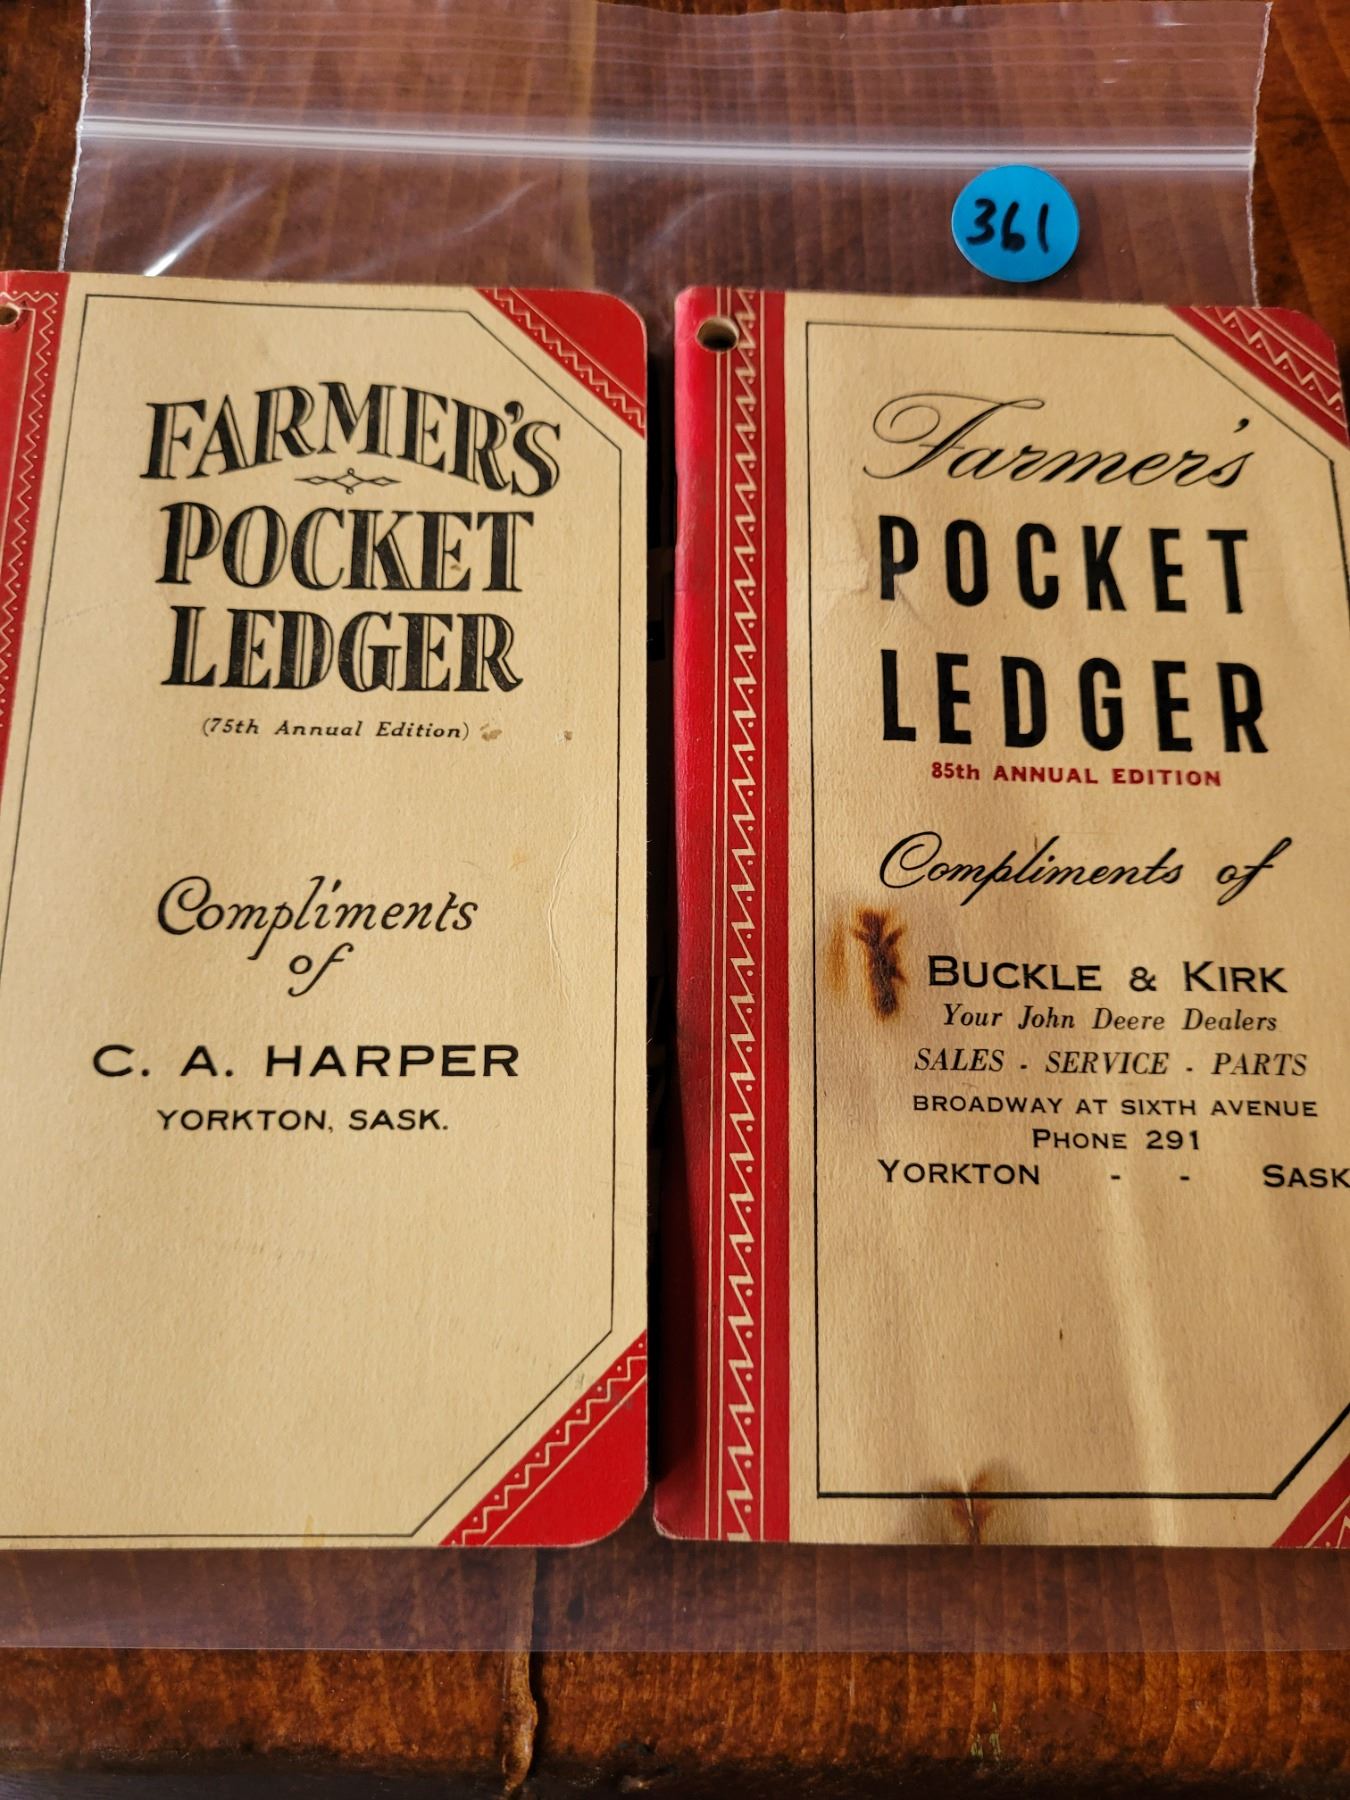 361
FARMER'S
POCKET
LEDGER
(75th Annual Edition)
Compliments
of
C. A. HARPER
YORKTON, SASK.
Farmer's
POCKET
LEDGER
85th ANNUAL EDITION
Compliments of
BUCKLE & KIRK
Your John Deere Dealers
SALES - SERVICE - PARTS
BROADWAY AT SIXTH AVENUE
PHONE 291
YORKTON - - SASK